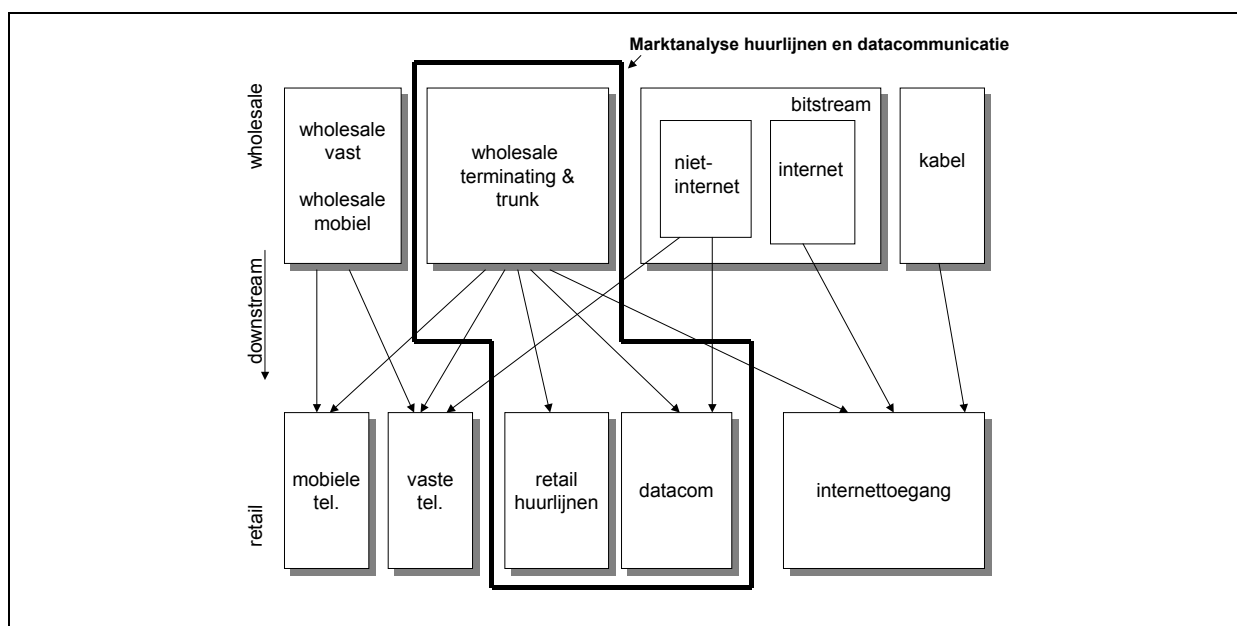 Marktanalyse huurlijnen en datacommunicatie
wholesale
wholesale
vast
wholesale
mobiel
wholesale
terminating &
trunk
bitstream
niet-
internet
internet
kabel
downstream
retail
mobiele
tel.
vaste
tel.
retail
huurlijnen
datacom
internettoegang